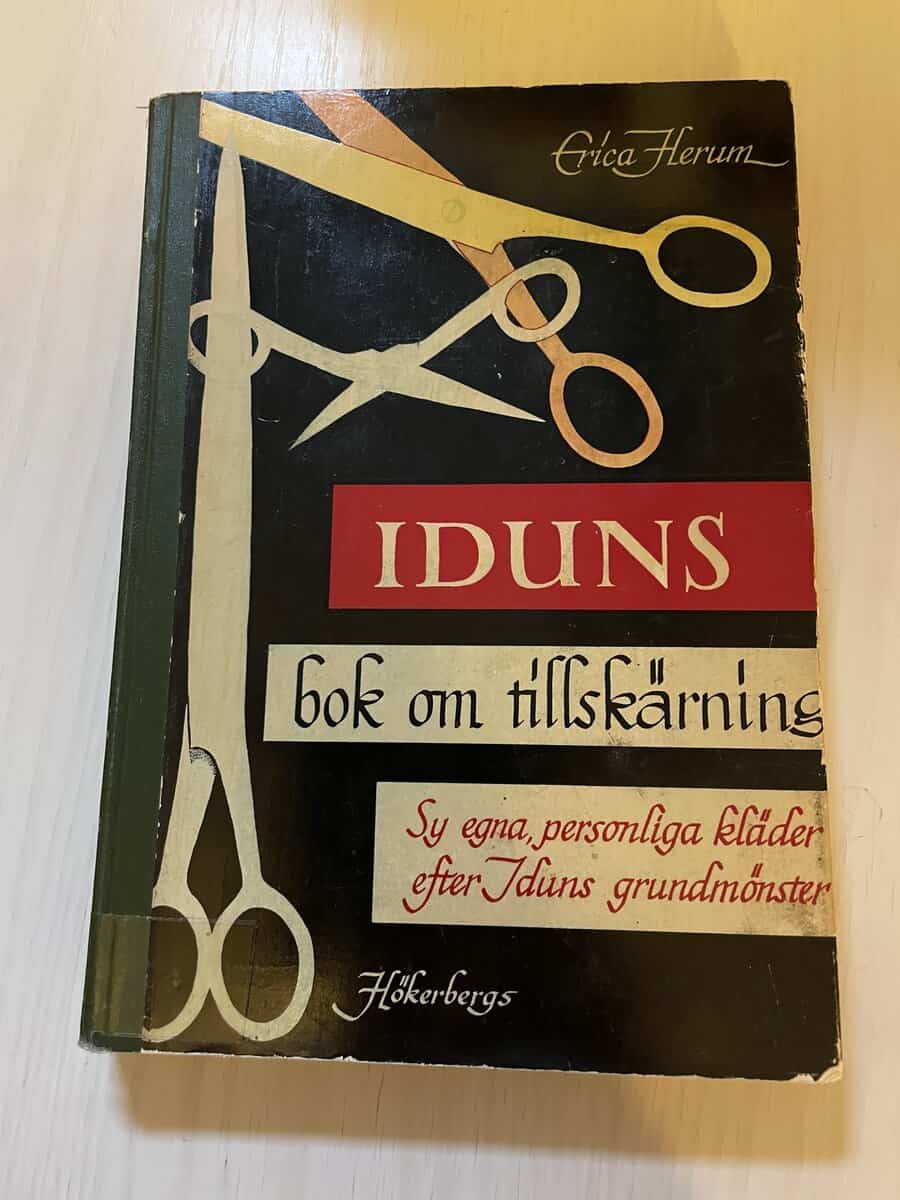 Erica Herum
IDUNS
bok om tillskärning
Sy egna, personliga kläder
efter Iduns grundmönster
Hökerbergs